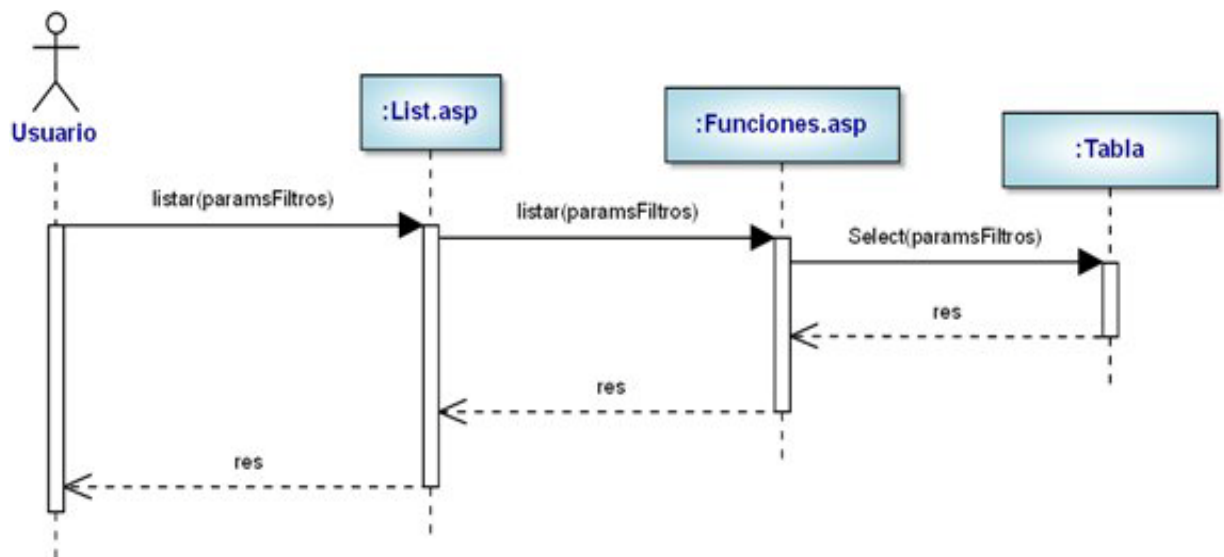 Usuario
:List.asp
:Funciones.asp
:Tabla
listar(paramsFiltros)
listar(paramsFiltros)
Select(paramsFiltros)
res
res
res